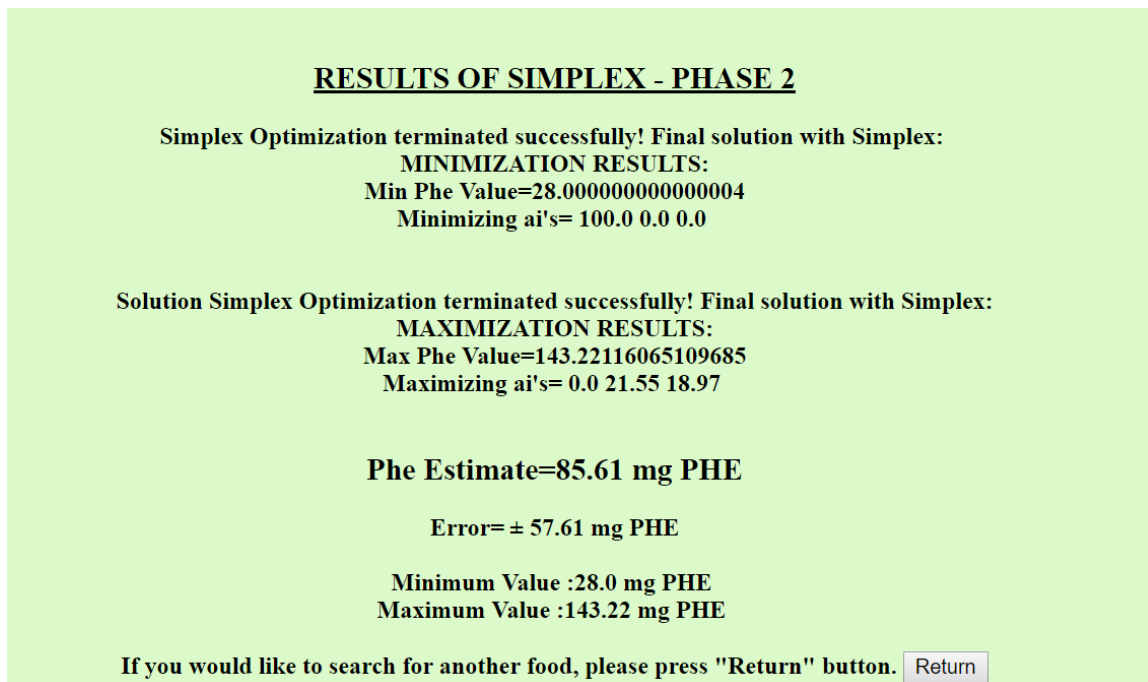 RESULTS OF SIMPLEX - PHASE 2
Simplex Optimization terminated successfully! Final solution with Simplex:
MINIMIZATION RESULTS:
Min Phe Value=28.000000000000004
Minimizing ai's= 100.0 0.0 0.0
Solution Simplex Optimization terminated successfully! Final solution with Simplex:
MAXIMIZATION RESULTS:
Max Phe Value=143.22116065109685
Maximizing ai's= 0.0 21.55 18.97
Phe Estimate=85.61 mg PHE
Error= ± 57.61 mg PHE
Minimum Value :28.0 mg PHE
Maximum Value :143.22 mg PHE
If you would like to search for another food, please press "Return" button. Return